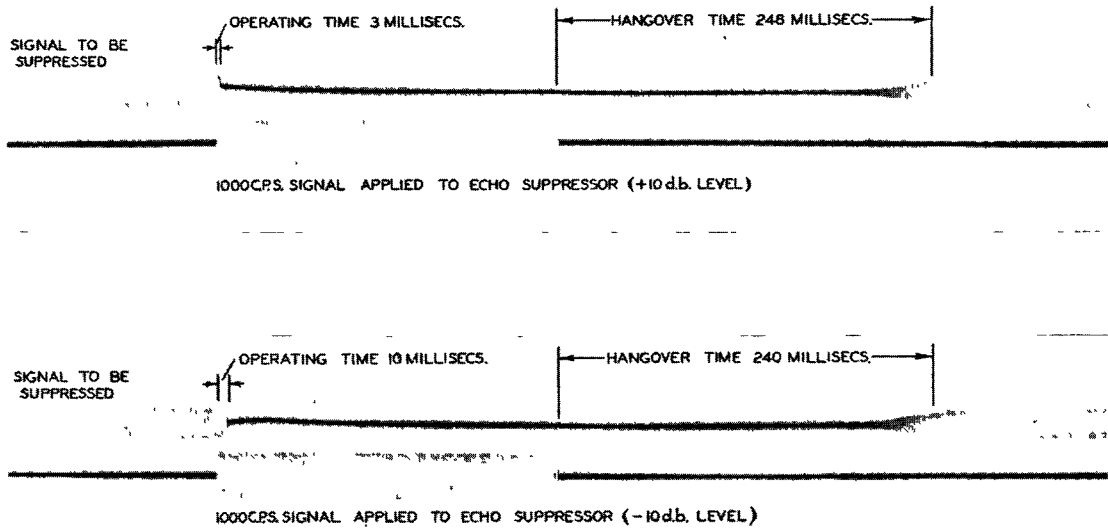 OPERATING TIME 3 MILLISECS.
HANGOVER TIME 248 MILLISECS.
SIGNAL TO BE
SUPPRESSED
1000C.P.S. SIGNAL APPLIED TO ECHO SUPPRESSOR (+10d.b. LEVEL)
OPERATING TIME 10 MILLISECS.
HANGOVER TIME 240 MILLISECS.
SIGNAL TO BE
SUPPRESSED
1000C.P.S. SIGNAL APPLIED TO ECHO SUPPRESSOR (-10d.b. LEVEL)